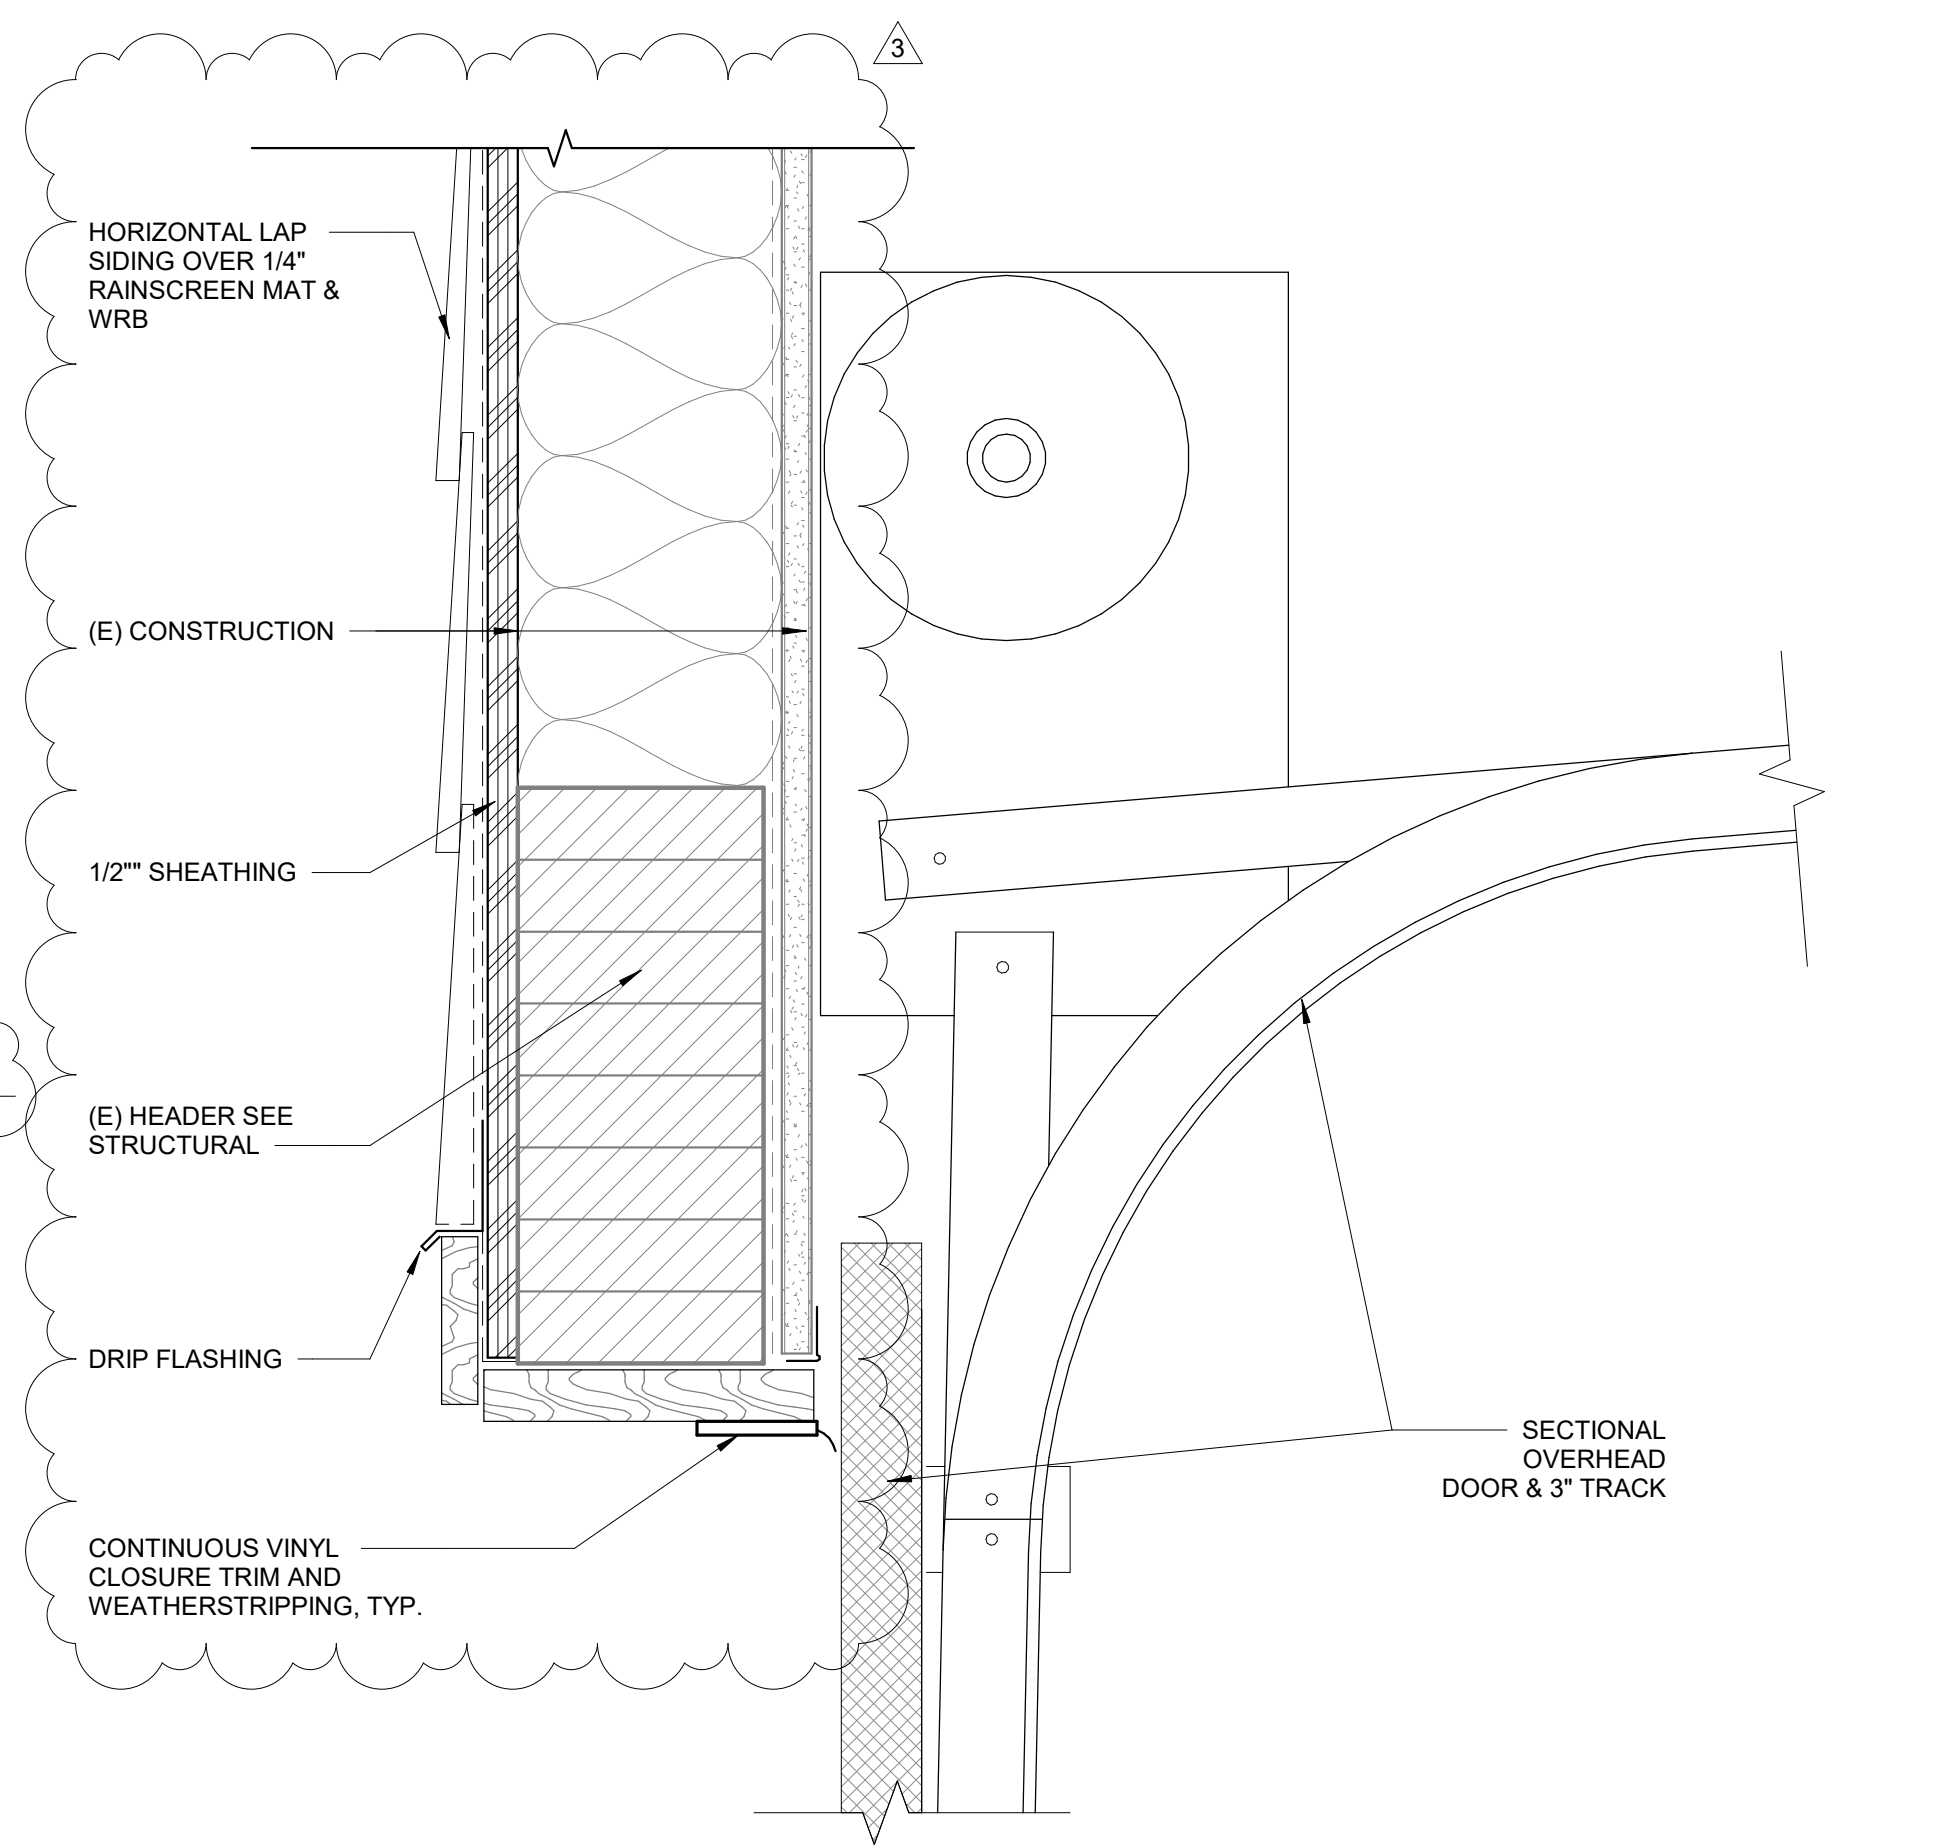 3
HORIZONTAL LAP
SIDING OVER 1/4"
RAINSCREEN MAT &
WRB
(E) CONSTRUCTION
1/2"" SHEATHING
(E) HEADER SEE
STRUCTURAL
DRIP FLASHING
SECTIONAL
OVERHEAD
DOOR & 3" TRACK
CONTINUOUS VINYL
CLOSURE TRIM AND
WEATHERSTRIPPING, TYP.